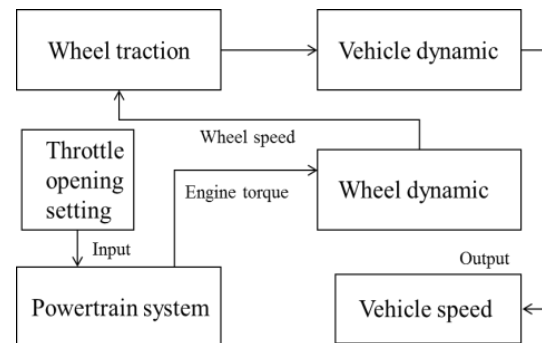 Wheel traction
Vehicle dynamic
Wheel speed
Throttle
opening
setting
Engine torque
Wheel dynamic
Input
Output
Powertrain system
Vehicle speed